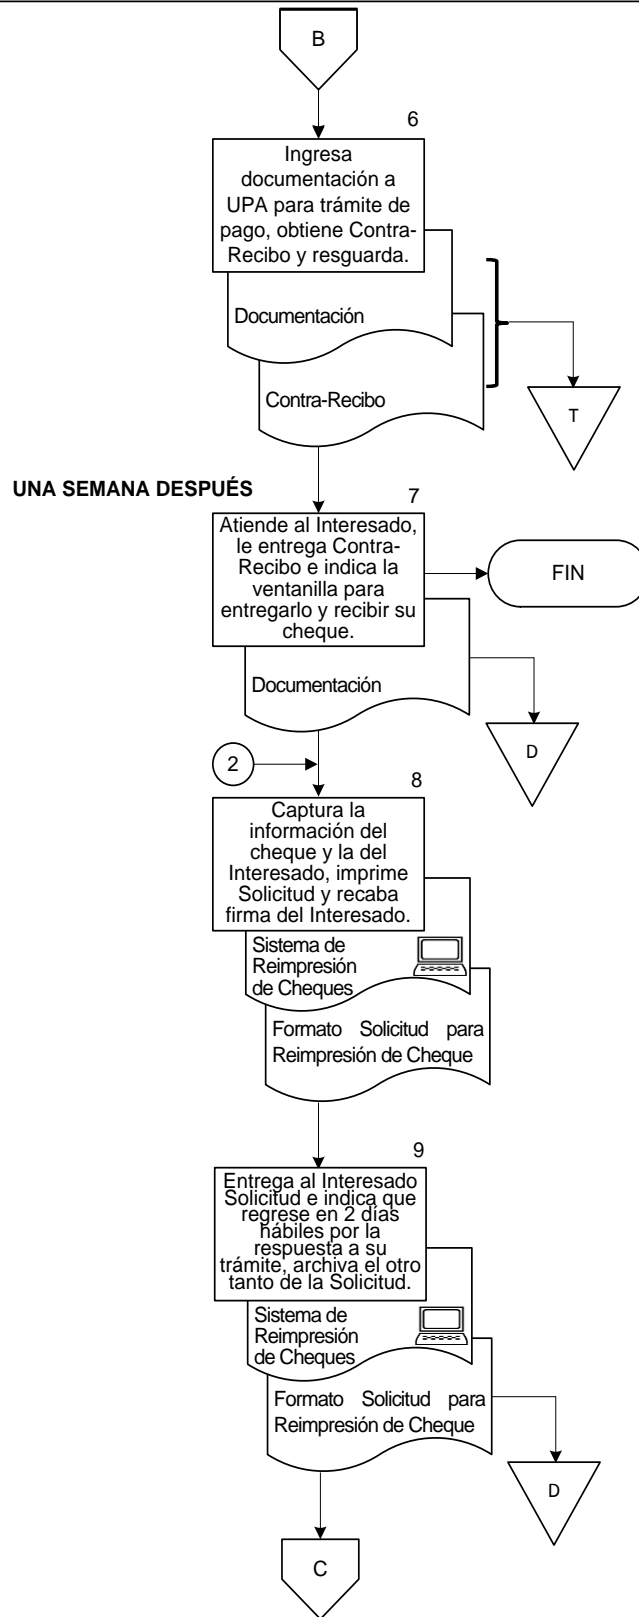 B
6
Ingresa
documentación a
UPA para trámite de
pago, obtiene Contra-
Recibo y resguarda.
Documentación
Contra-Recibo
T
UNA SEMANA DESPUÉS
7
Atiende al Interesado,
le entrega Contra-
Recibo e indica la
ventanilla para
entregarlo y recibir su
cheque.
FIN
Documentación
D
2
8
Captura la
información del
cheque y la del
Interesado, imprime
Solicitud y recaba
firma del Interesado.
Sistema de
Reimpresión
de Cheques
Formato Solicitud para
Reimpresión de Cheque
9
Entrega al Interesado
Solicitud e indica que
regrese en 2 días
hábiles por la
respuesta a su
trámite, archiva el otro
tanto de la Solicitud.
Sistema de
Reimpresión
de Cheques
Formato Solicitud para
Reimpresión de Cheque
D
C